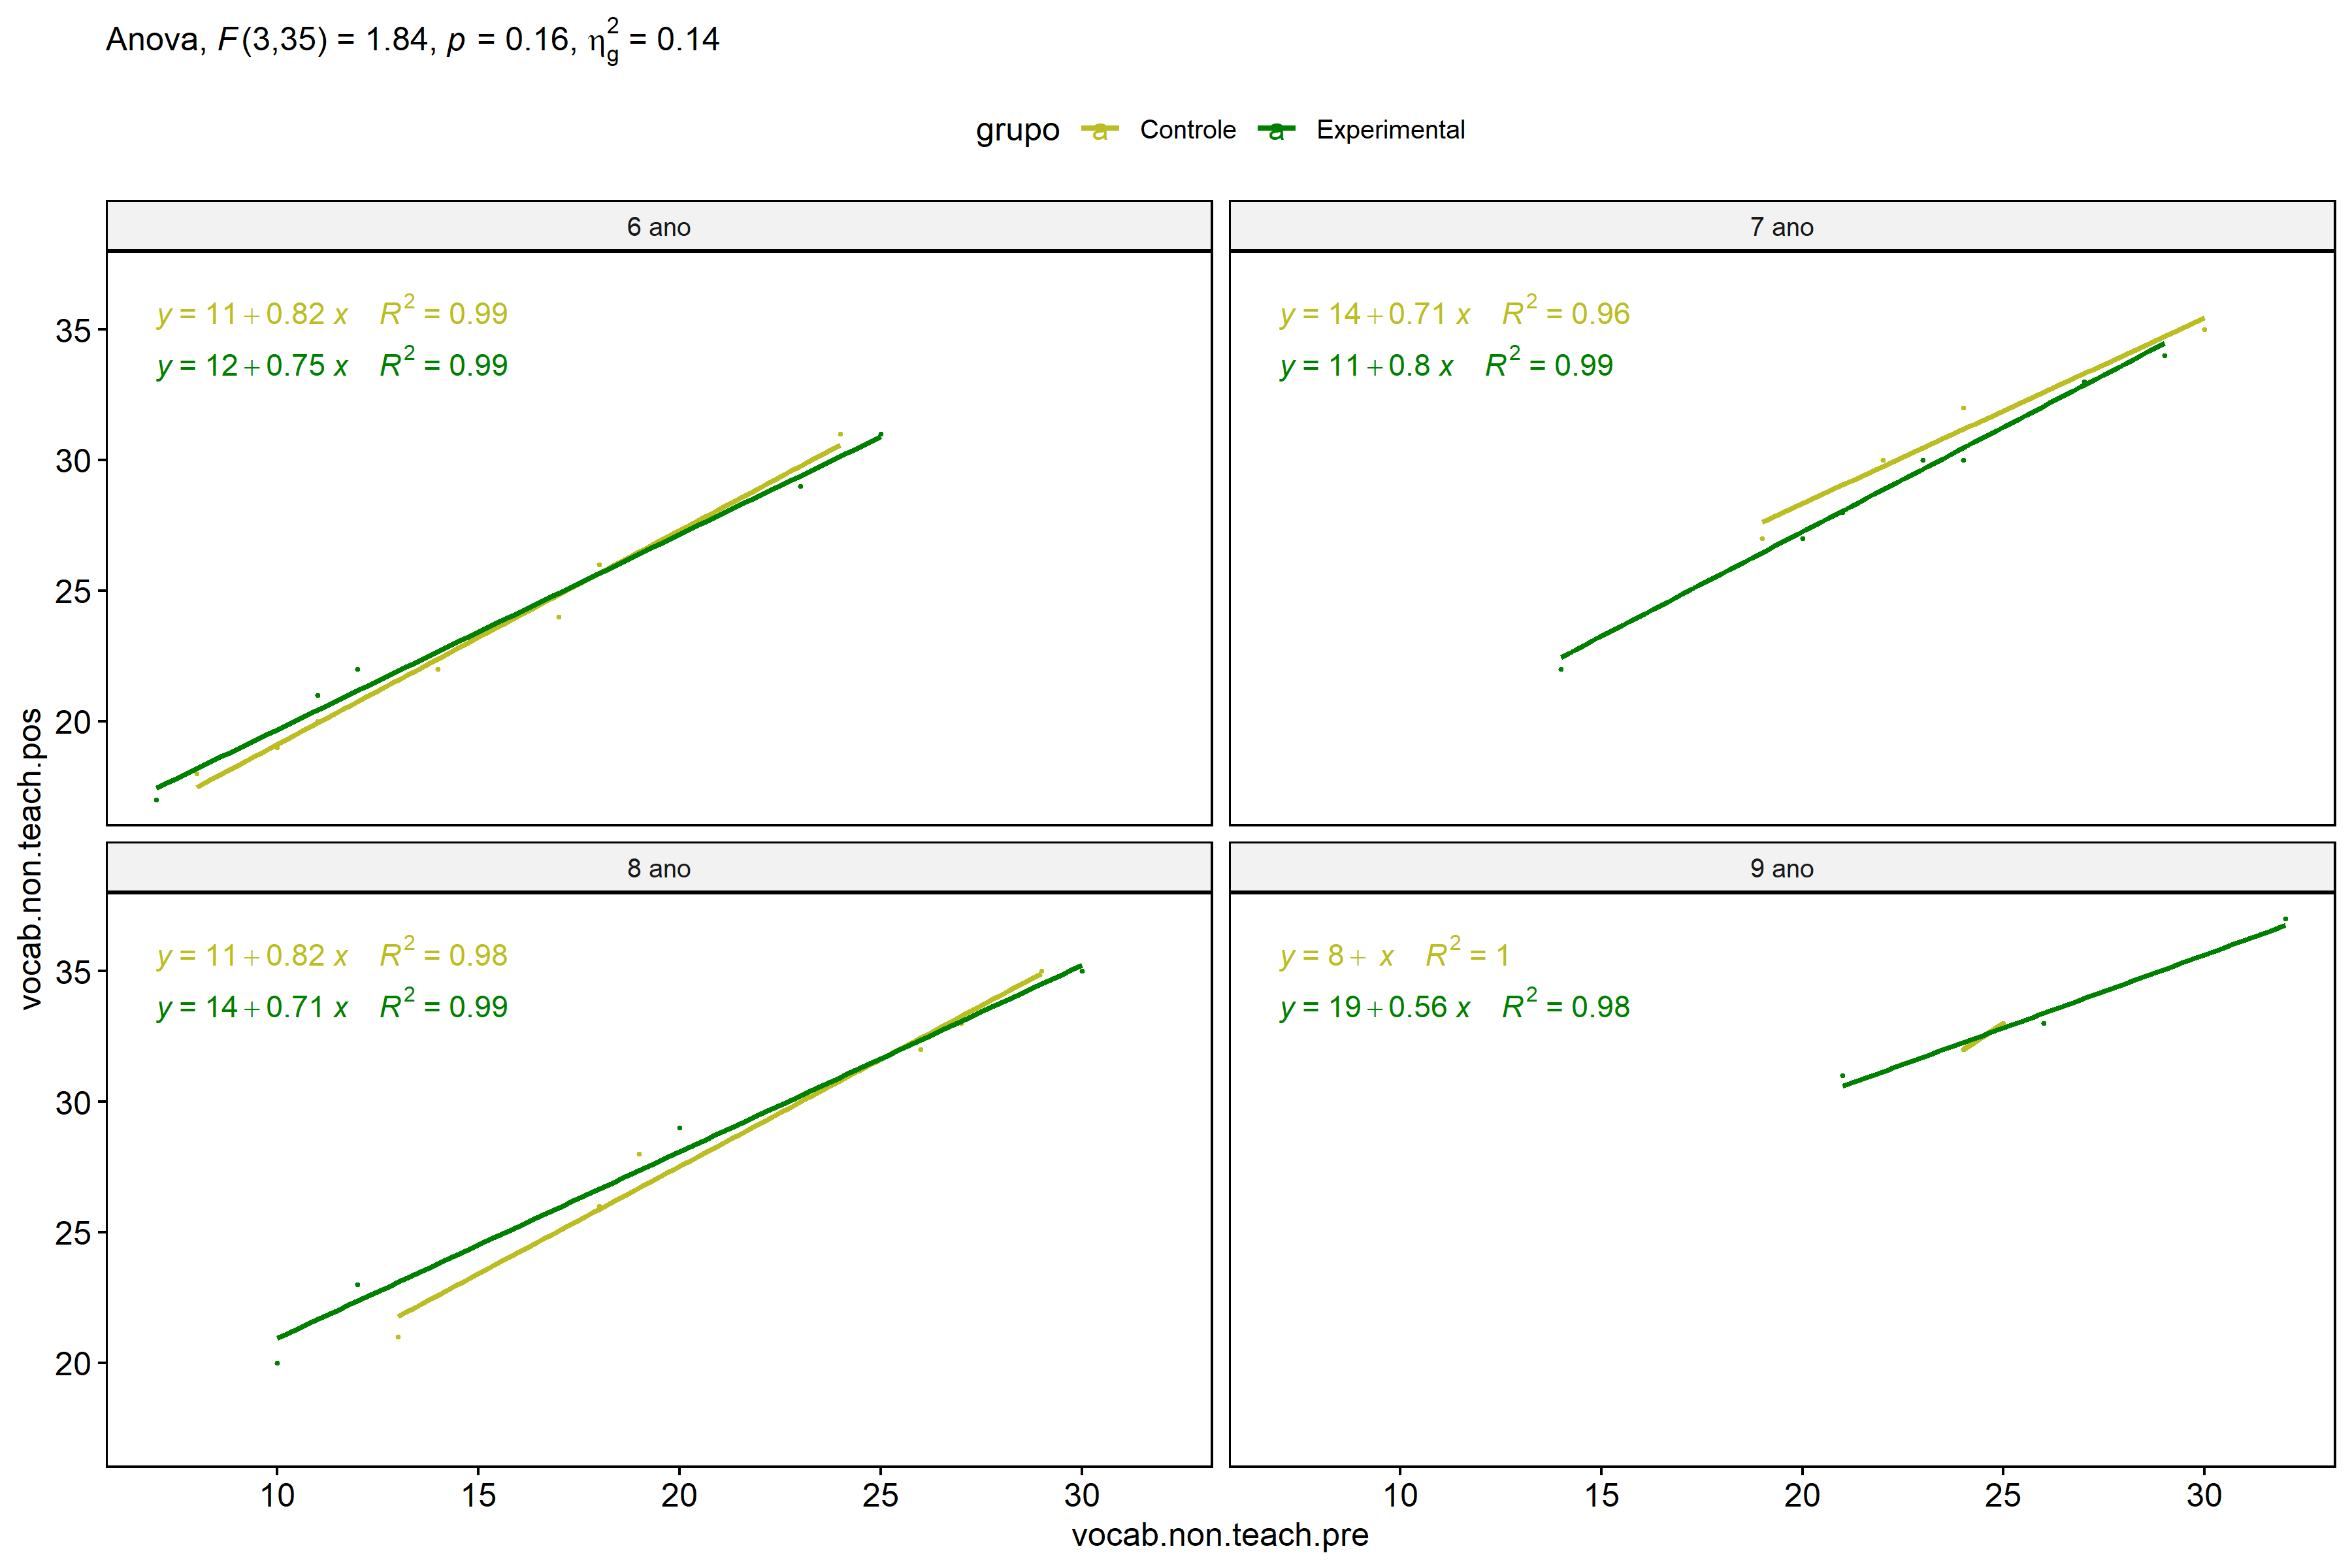 Anova, F(3,35) = 1.84, p = 0.16, η²g = 0.14
grupo a Controle a Experimental
6 ano
y = 11 + 0.82 x R² = 0.99
y = 12 + 0.75 x R² = 0.99
7 ano
y = 14 + 0.71 x R² = 0.96
y = 11 + 0.8 x R² = 0.99
35
30
25
20
8 ano
y = 11 + 0.82 x R² = 0.98
y = 14 + 0.71 x R² = 0.99
9 ano
y = 8 + x R² = 1
y = 19 + 0.56 x R² = 0.98
35
30
25
20
vocab.non.teach.pos
10 15 20 25 30
10 15 20 25 30
vocab.non.teach.pre